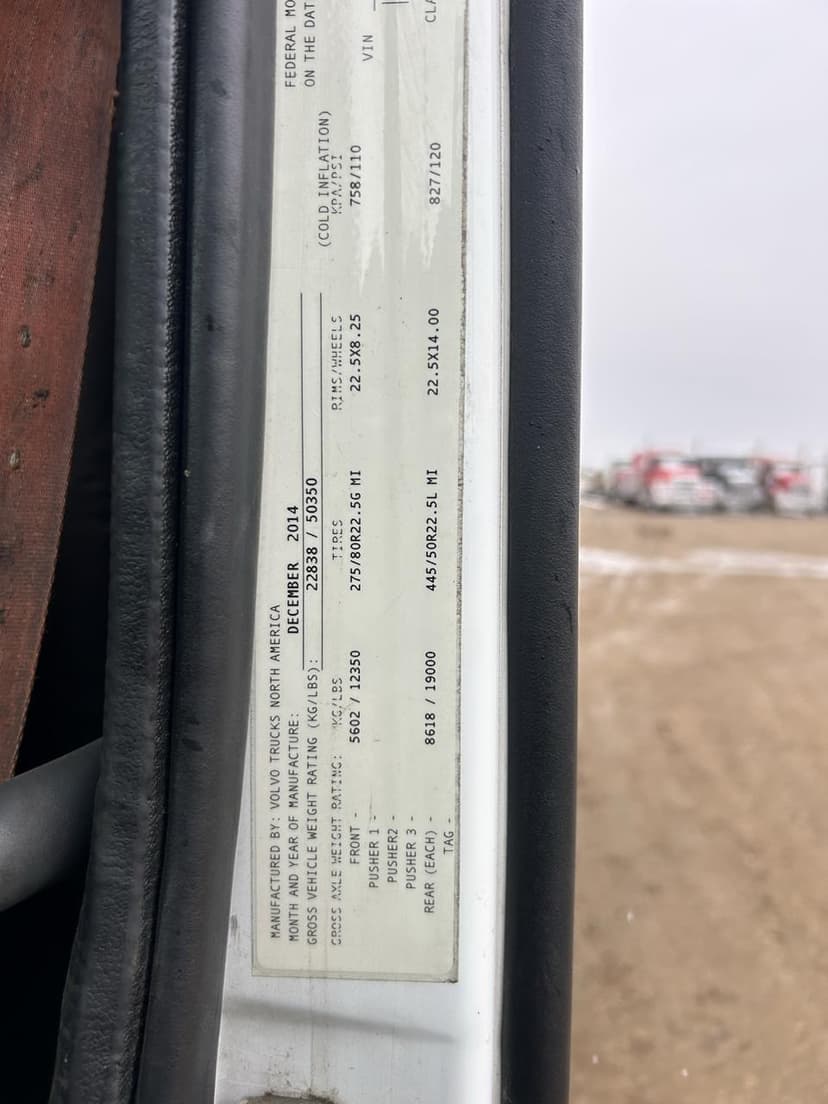 MANUFACTURED BY: VOLVO TRUCKS NORTH AMERICA
MONTH AND YEAR OF MANUFACTURE: DECEMBER 2014
GROSS VEHICLE WEIGHT RATING (KG/LBS): 22838 / 50350
(COLD INFLATION)
GROSS AXLE WEIGHT RATING: KG/LBS TIRES RIMS/WHEELS KPA/PSI
FRONT - 5602 / 12350 275/80R22.5G MI 22.5X8.25 758/110
PUSHER 1 -
PUSHER2 -
PUSHER 3 -
REAR (EACH) - 8618 / 19000 445/50R22.5L MI 22.5X14.00 827/120
TAG -
FEDERAL MO
ON THE DAT
VIN
CLA